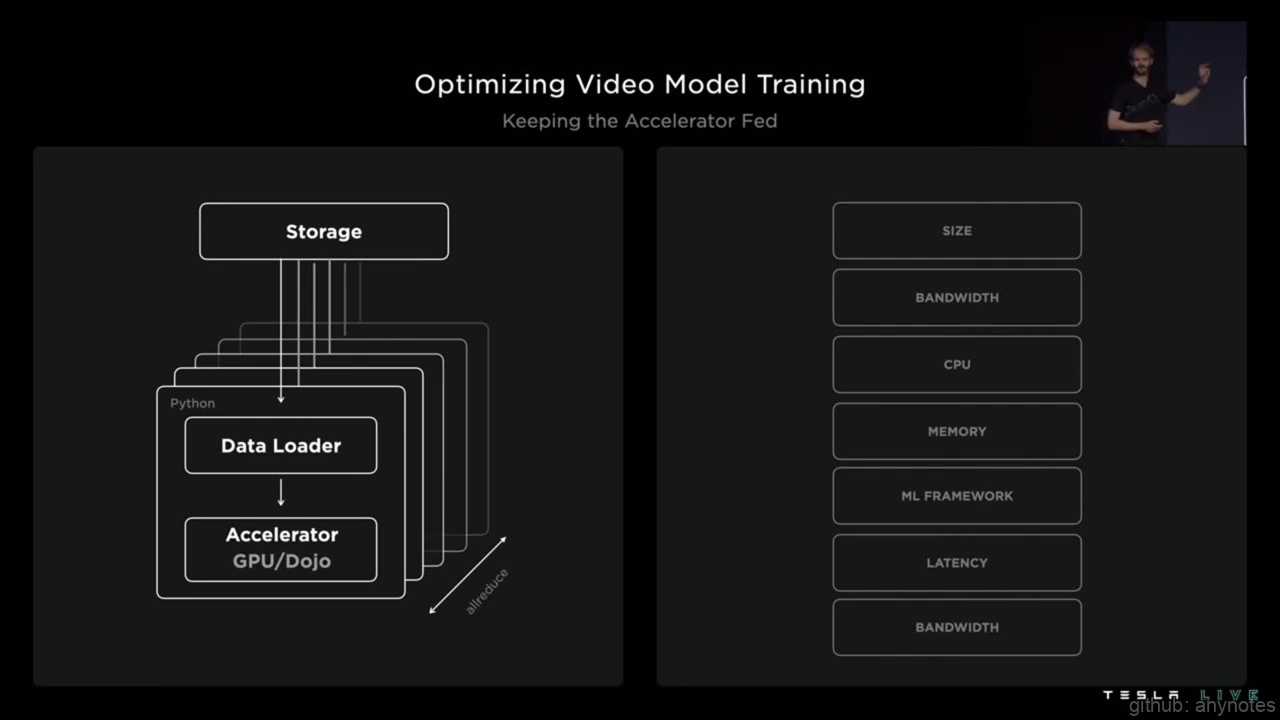 Optimizing Video Model Training
Keeping the Accelerator Fed
Storage
Python
Data Loader
Accelerator
GPU/Dojo
allreduce
SIZE
BANDWIDTH
CPU
MEMORY
ML FRAMEWORK
LATENCY
BANDWIDTH
TESLA LIVE
github: anynotes